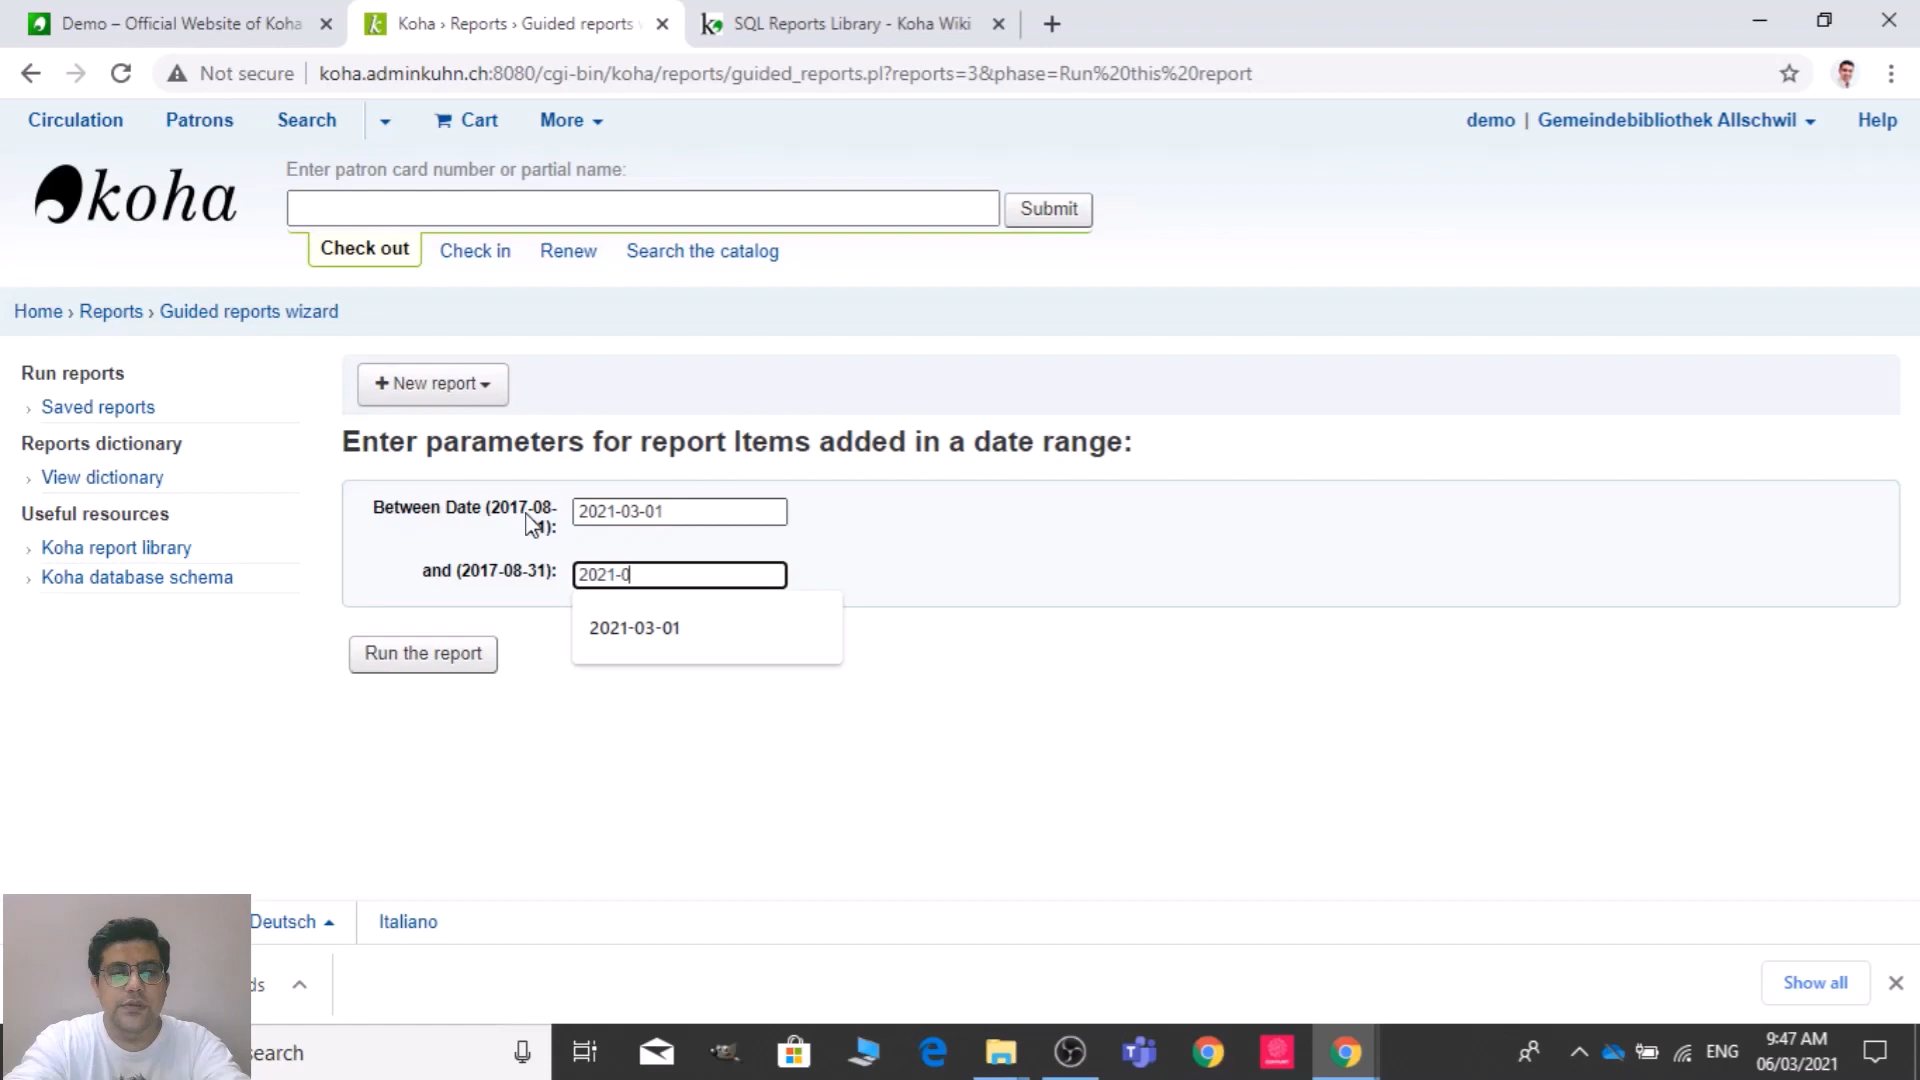 Demo – Official Website of Koha
Koha › Reports › Guided reports
SQL Reports Library - Koha Wiki
Not secure
koha.adminkuhn.ch:8080/cgi-bin/koha/reports/guided_reports.pl?reports=3&phase=Run%20this%20report
Circulation
Patrons
Search
Cart
More
demo | Gemeindebibliothek Allschwil
Help
koha
Enter patron card number or partial name:
Submit
Check out
Check in
Renew
Search the catalog
Home › Reports › Guided reports wizard
Run reports
Saved reports
Reports dictionary
View dictionary
Useful resources
Koha report library
Koha database schema
+ New report
Enter parameters for report Items added in a date range:
Between Date (2017-08-
1):
2021-03-01
and (2017-08-31):
2021-0
2021-03-01
Run the report
Deutsch
Italiano
ds
Show all
earch
ENG
9:47 AM
06/03/2021